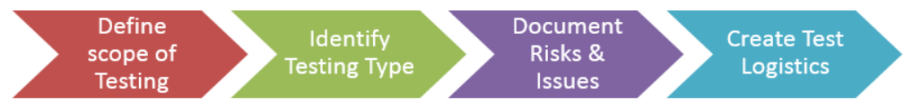 Define
scope of
Testing
Identify
Testing Type
Document
Risks &
Issues
Create Test
Logistics